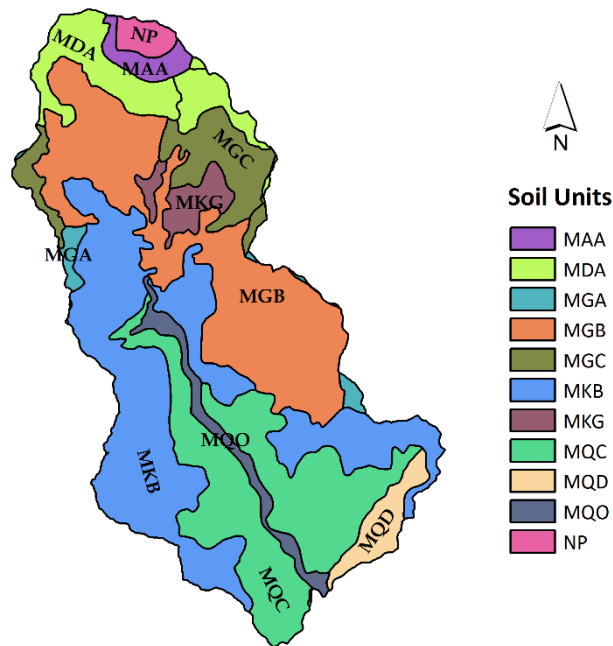 NP
MDA
MAA
MGC
MKG
MGA
MGB
MQO
MKB
MQD
MQC
N
Soil Units
MAA
MDA
MGA
MGB
MGC
MKB
MKG
MQC
MQD
MQO
NP